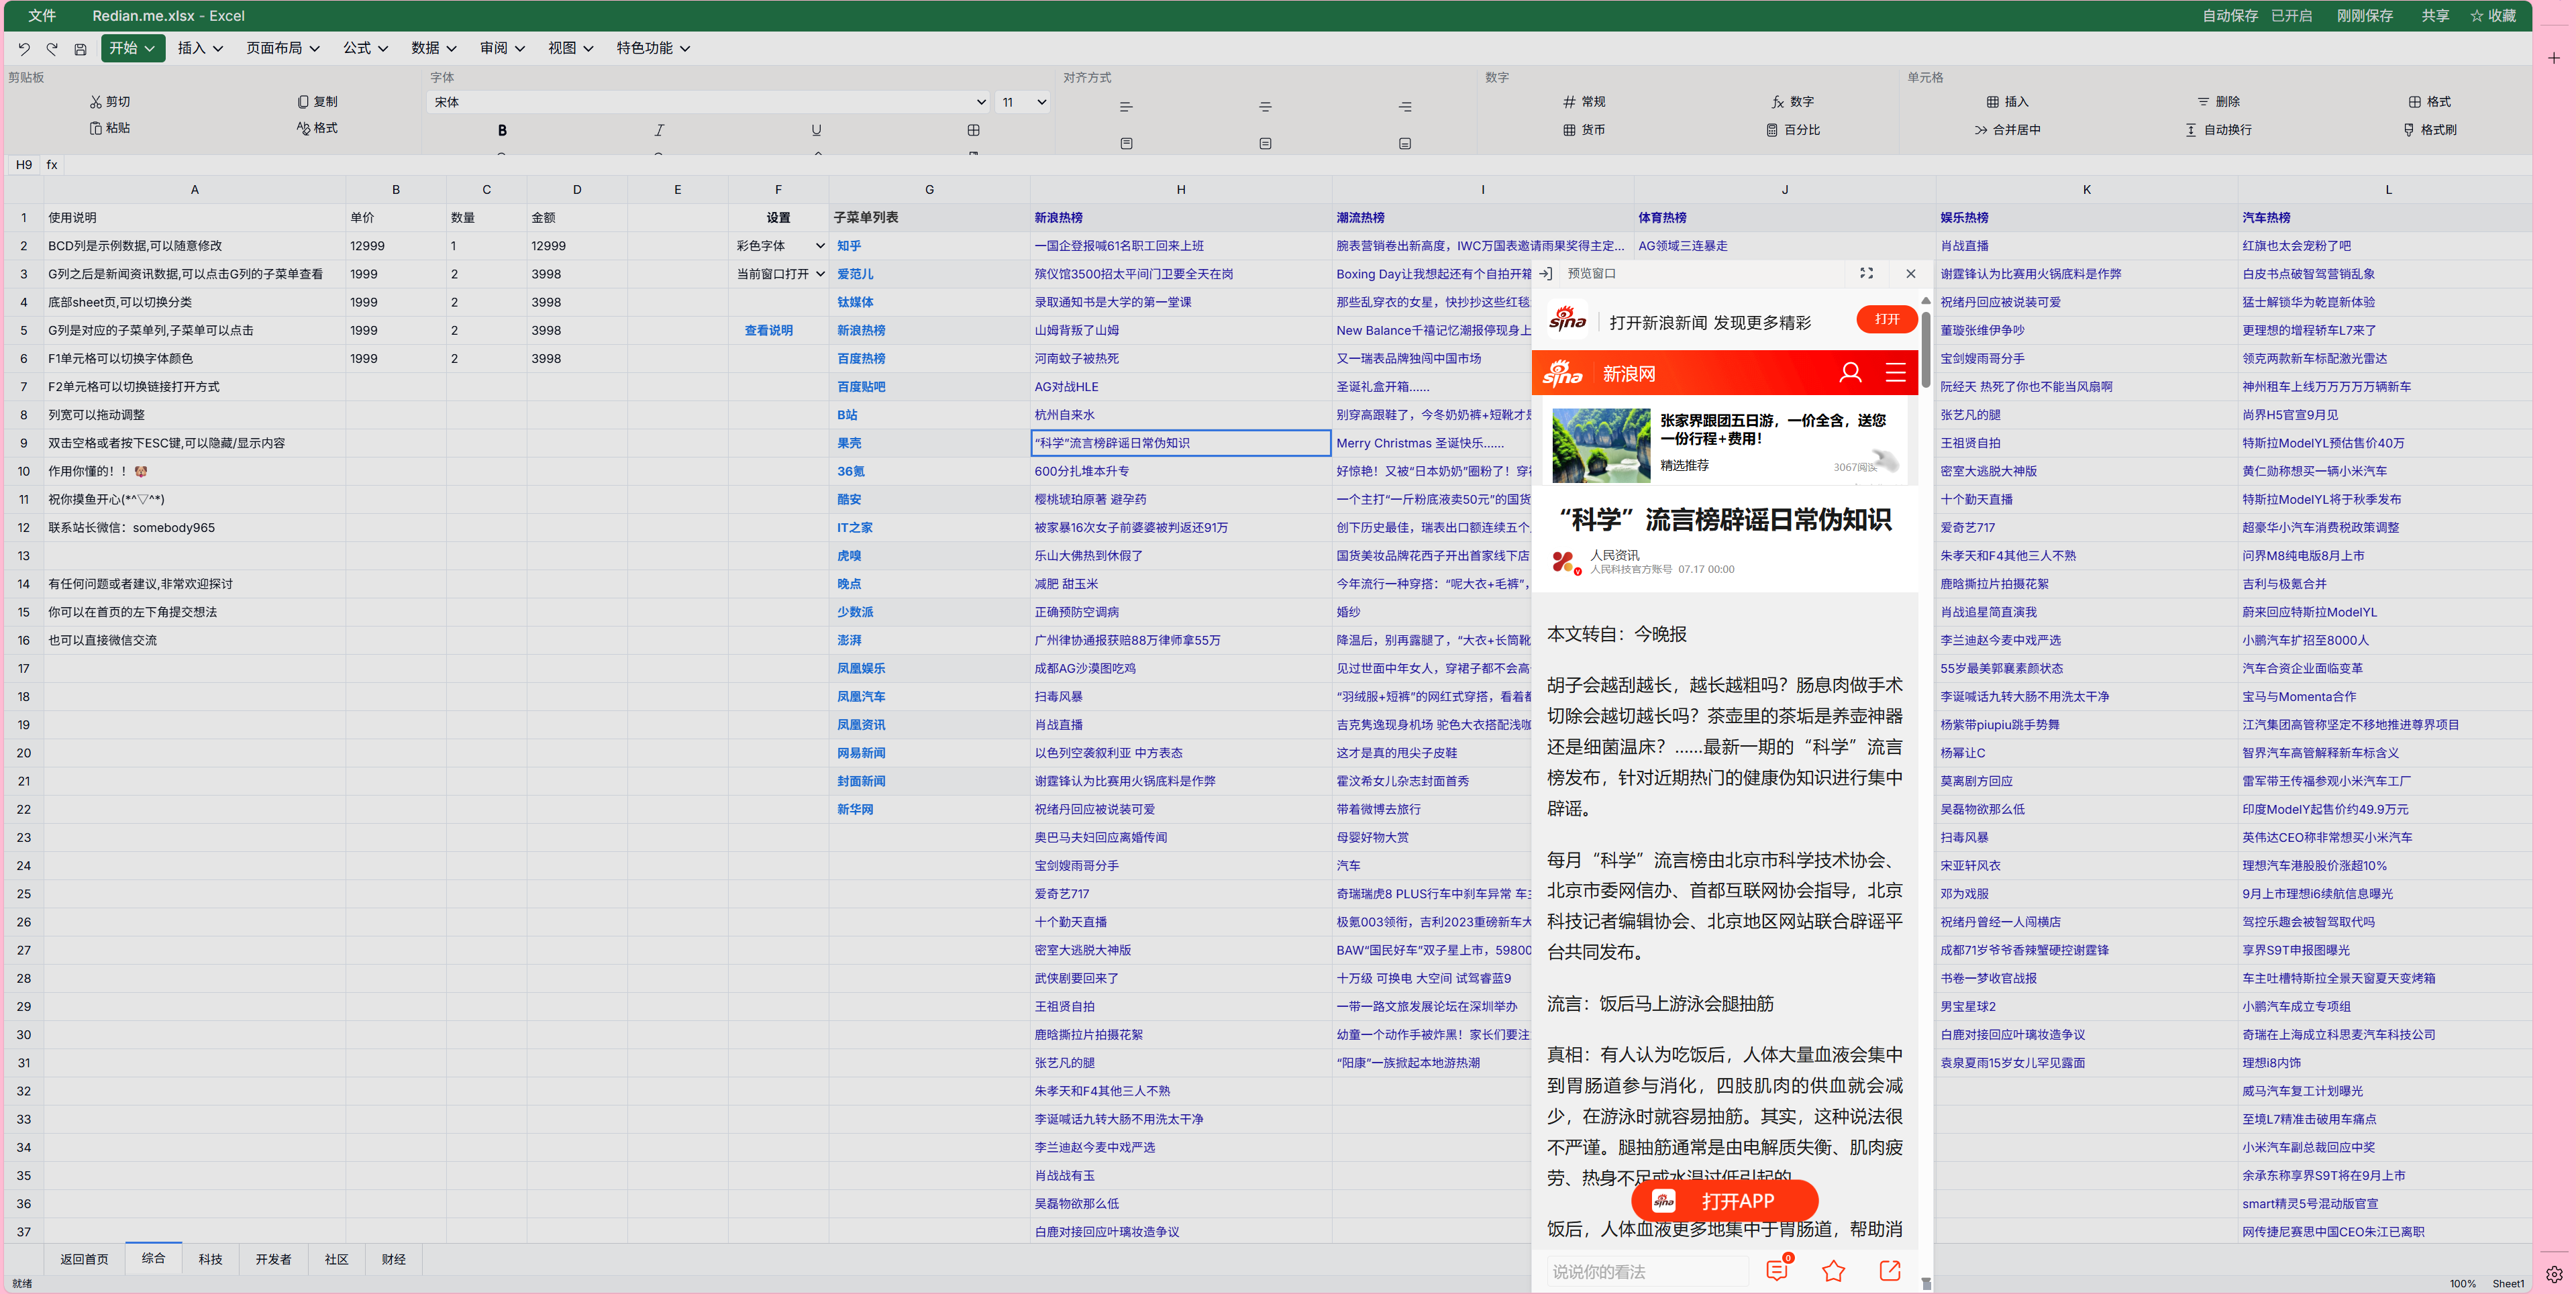 文件 Redian.me.xlsx - Excel 自动保存 已开启 刚刚保存 共享 ☆ 收藏
开始 插入 页面布局 公式 数据 审阅 视图 特色功能
剪贴板 字体 对齐方式 数字 单元格
剪切 复制 宋体 11 # 常规 fx 数字 插入 删除 格式
粘贴 格式 B I U 货币 百分比 合并居中 自动换行 格式刷
H9 fx
A B C D E F G H I J K L
1 使用说明 单价 数量 金额 设置 子菜单列表 新浪热榜 潮流热榜 体育热榜 娱乐热榜 汽车热榜
2 BCD列是示例数据,可以随意修改 12999 1 12999 彩色字体 知乎 一国企登报喊61名职工回来上班 腕表营销卷出新高度，IWC万国表邀请雨果奖得主定... AG领域三连暴走 肖战直播 红旗也太会宠粉了吧
3 G列之后是新闻资讯数据,可以点击G列的子菜单查看 1999 2 3998 当前窗口打开 爱范儿 殡仪馆3500招太平间门卫要全天在岗 Boxing Day让我想起还有个自拍开箱 谢霆锋认为比赛用火锅底料是作弊 白皮书点破智驾营销乱象
4 底部sheet页,可以切换分类 1999 2 3998 钛媒体 录取通知书是大学的第一堂课 那些乱穿衣的女星，快抄抄这些红毯 祝绪丹回应被说装可爱 猛士解锁华为乾崑新体验
5 G列是对应的子菜单列,子菜单可以点击 1999 2 3998 查看说明 新浪热榜 山姆背叛了山姆 New Balance千禧记忆潮报停现身上 董璇张维伊争吵 更理想的增程轿车L7来了
6 F1单元格可以切换字体颜色 1999 2 3998 百度热榜 河南蚊子被热死 又一瑞表品牌独闯中国市场 宝剑嫂雨哥分手 领克两款新车标配激光雷达
7 F2单元格可以切换链接打开方式 百度贴吧 AG对战HLE 圣诞礼盒开箱…… 阮经天 热死了你也不能当风扇啊 神州租车上线万万万万万辆新车
8 列宽可以拖动调整 B站 杭州自来水 别穿高跟鞋了，今冬奶奶裤+短靴才是 张艺凡的腿 尚界H5官宣9月见
9 双击空格或者按下ESC键,可以隐藏/显示内容 果壳 “科学”流言榜辟谣日常伪知识 Merry Christmas 圣诞快乐…… 王祖贤自拍 特斯拉ModelYL预估售价40万
10 作用你懂的！！ 36氪 600分扎堆本升专 好惊艳！又被“日本奶奶”圈粉了！穿衬 密室大逃脱大神版 黄仁勋称想买一辆小米汽车
11 祝你摸鱼开心(*^▽^*) 酷安 樱桃琥珀原著 避孕药 一个主打“一斤粉底液卖50元”的国货 十个勤天直播 特斯拉ModelYL将于秋季发布
12 联系站长微信：somebody965 IT之家 被家暴16次女子前婆婆被判返还91万 创下历史最佳，瑞表出口额连续五个 爱奇艺717 超豪华小汽车消费税政策调整
13 虎嗅 乐山大佛热到休假了 国货美妆品牌花西子开出首家线下店 朱孝天和F4其他三人不熟 问界M8纯电版8月上市
14 有任何问题或者建议,非常欢迎探讨 晚点 减肥 甜玉米 今年流行一种穿搭：“呢大衣+毛裤”， 鹿晗撕拉片拍摄花絮 吉利与极氪合并
15 你可以在首页的左下角提交想法 少数派 正确预防空调病 婚纱 肖战追星简直演我 蔚来回应特斯拉ModelYL
16 也可以直接微信交流 澎湃 广州律协通报获赔88万律师拿55万 降温后，别再露腿了，“大衣+长筒靴 李兰迪赵今麦中戏严选 小鹏汽车扩招至8000人
17 凤凰娱乐 成都AG沙漠图吃鸡 见过世面中年女人，穿裙子都不会高 55岁最美郭襄素颜状态 汽车合资企业面临变革
18 凤凰汽车 扫毒风暴 “羽绒服+短裤”的网红式穿搭，看着都 李诞喊话九转大肠不用洗太干净 宝马与Momenta合作
19 凤凰资讯 肖战直播 吉克隽逸现身机场 驼色大衣搭配浅咖 杨紫带piupiu跳手势舞 江汽集团高管称坚定不移地推进尊界项目
20 网易新闻 以色列空袭叙利亚 中方表态 这才是真的甩尖子皮鞋 杨幂让C 智界汽车高管解释新车标含义
21 封面新闻 谢霆锋认为比赛用火锅底料是作弊 霍汶希女儿杂志封面首秀 莫离剧方回应 雷军带王传福参观小米汽车工厂
22 新华网 祝绪丹回应被说装可爱 带着微博去旅行 吴磊物欲那么低 印度ModelY起售价约49.9万元
23 奥巴马夫妇回应离婚传闻 母婴好物大赏 扫毒风暴 英伟达CEO称非常想买小米汽车
24 宝剑嫂雨哥分手 汽车 宋亚轩风衣 理想汽车港股股价涨超10%
25 爱奇艺717 奇瑞瑞虎8 PLUS行车中刹车异常 车主 邓为戏服 9月上市理想i6续航信息曝光
26 十个勤天直播 极氪003领衔，吉利2023重磅新车大 祝绪丹曾经一人闯横店 驾控乐趣会被智驾取代吗
27 密室大逃脱大神版 BAW“国民好车”双子星上市，59800 成都71岁爷爷香辣蟹硬控谢霆锋 享界S9T申报图曝光
28 武侠剧要回来了 十万级 可换电 大空间 试驾睿蓝9 书卷一梦收官战报 车主吐槽特斯拉全景天窗夏天变烤箱
29 王祖贤自拍 一带一路文旅发展论坛在深圳举办 男宝星球2 小鹏汽车成立专项组
30 鹿晗撕拉片拍摄花絮 幼童一个动作手被炸黑！家长们要注 白鹿对接回应叶璃妆造争议 奇瑞在上海成立科思麦汽车科技公司
31 张艺凡的腿 “阳康”一族掀起本地游热潮 袁泉夏雨15岁女儿罕见露面 理想i8内饰
32 朱孝天和F4其他三人不熟 威马汽车复工计划曝光
33 李诞喊话九转大肠不用洗太干净 至境L7精准击破用车痛点
34 李兰迪赵今麦中戏严选 小米汽车副总裁回应中奖
35 肖战战有玉 余承东称享界S9T将在9月上市
36 吴磊物欲那么低 smart精灵5号混动版官宣
37 白鹿对接回应叶璃妆造争议 网传捷尼赛思中国CEO朱江已离职
预览窗口
sina 打开新浪新闻 发现更多精彩 打开
sina 新浪网
张家界跟团五日游，一价全含，送您
一份行程+费用！
精选推荐 3067阅读
“科学”流言榜辟谣日常伪知识
人民资讯
人民科技官方账号 07.17 00:00
本文转自：今晚报
胡子会越刮越长，越长越粗吗？肠息肉做手术
切除会越切越长吗？茶壶里的茶垢是养壶神器
还是细菌温床？……最新一期的“科学”流言
榜发布，针对近期热门的健康伪知识进行集中
辟谣。
每月“科学”流言榜由北京市科学技术协会、
北京市委网信办、首都互联网协会指导，北京
科技记者编辑协会、北京地区网站联合辟谣平
台共同发布。
流言：饭后马上游泳会腿抽筋
真相：有人认为吃饭后，人体大量血液会集中
到胃肠道参与消化，四肢肌肉的供血就会减
少，在游泳时就容易抽筋。其实，这种说法很
不严谨。腿抽筋通常是由电解质失衡、肌肉疲
劳、热身不足或水温过低引起的
sina 打开APP
饭后，人体血液更多地集中于胃肠道，帮助消
说说你的看法 0
返回首页 综合 科技 开发者 社区 财经
就绪 100% Sheet1